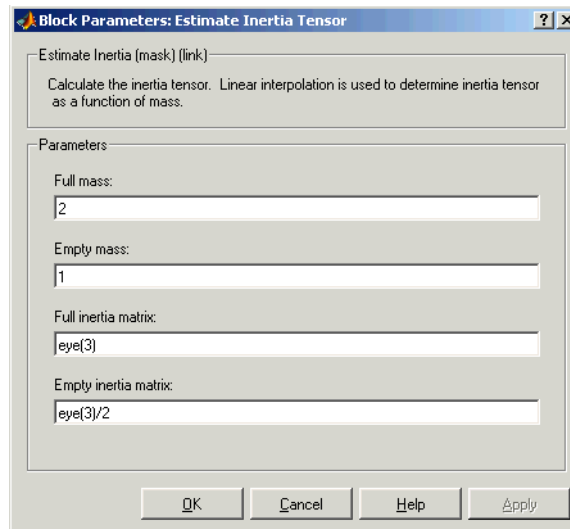 Block Parameters: Estimate Inertia Tensor
Estimate Inertia (mask) (link)
Calculate the inertia tensor. Linear interpolation is used to determine inertia tensor
as a function of mass.
Parameters
Full mass:
2
Empty mass:
1
Full inertia matrix:
eye(3)
Empty inertia matrix:
eye(3)/2
OK Cancel Help Apply